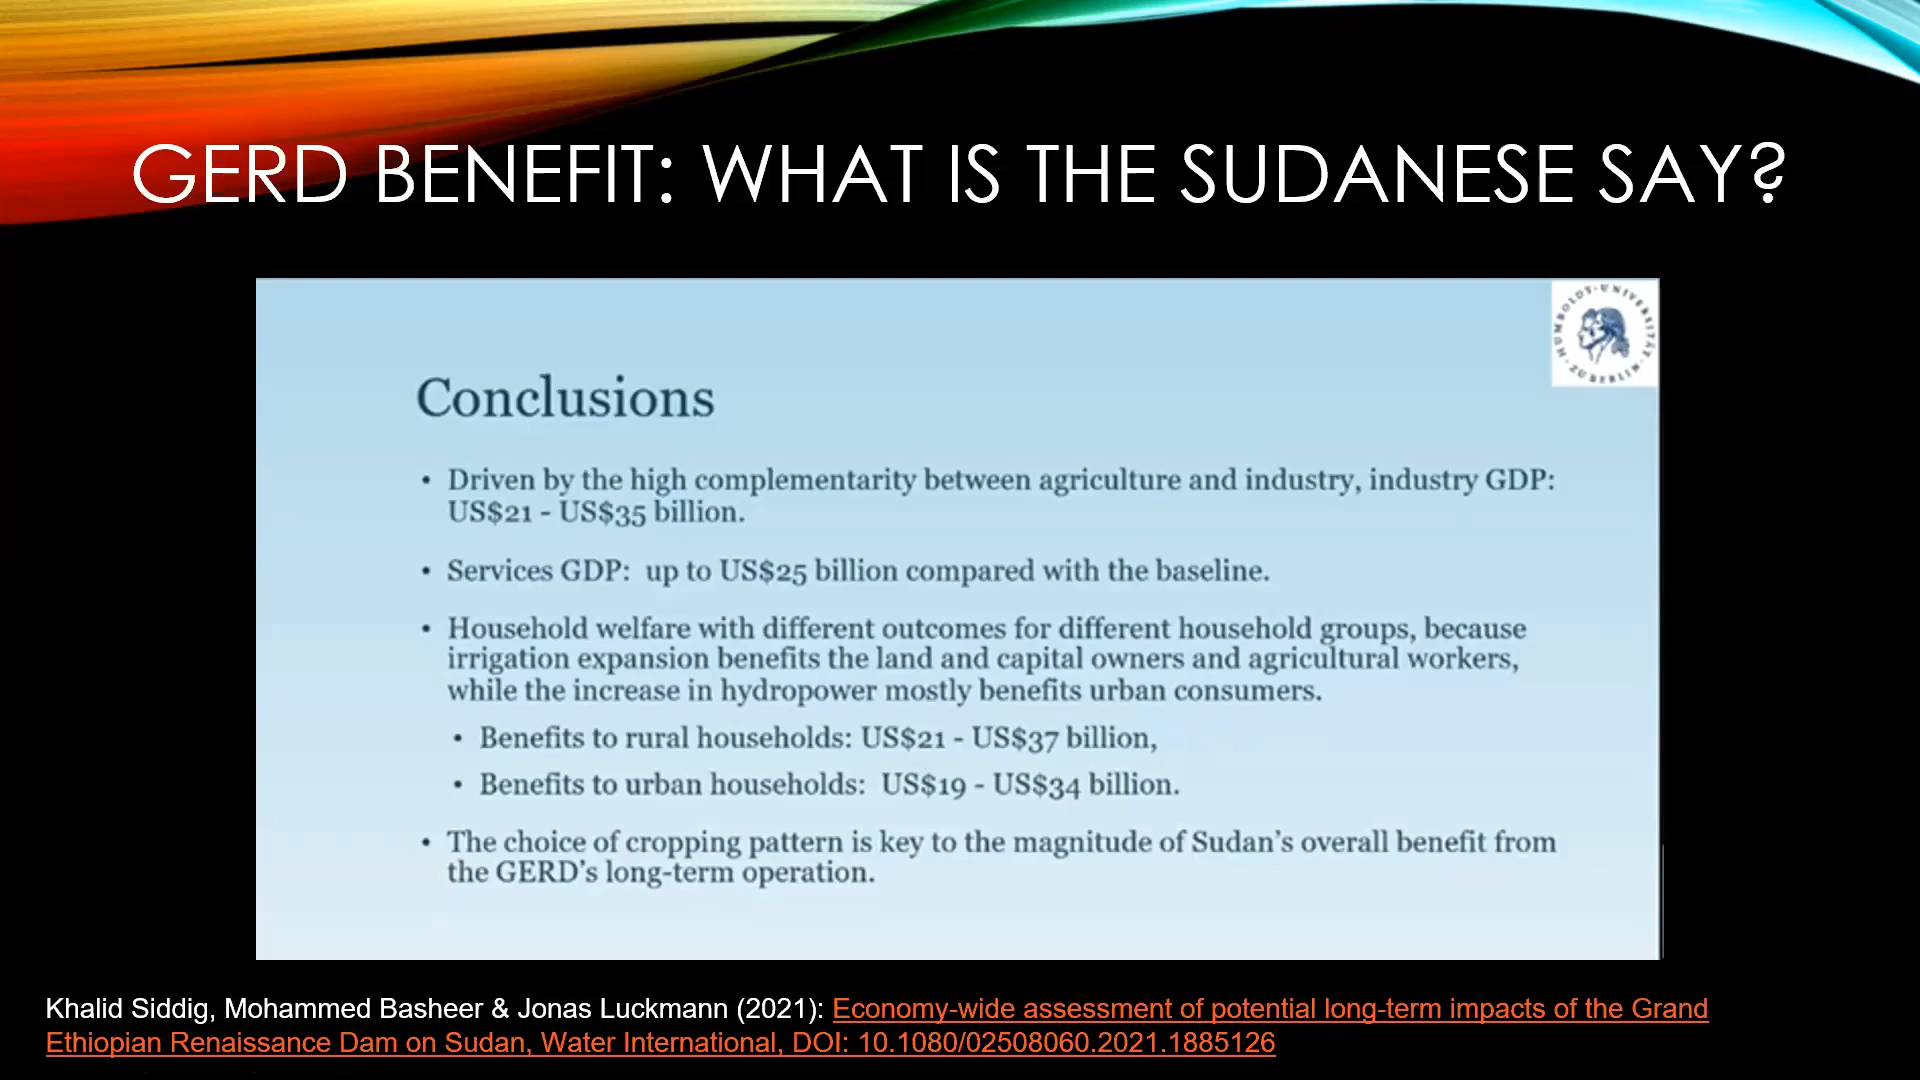 GERD BENEFIT: WHAT IS THE SUDANESE SAY?
HUMBOLDT-UNIVERSITÄT
ZU BERLIN
Conclusions
• Driven by the high complementarity between agriculture and industry, industry GDP:
US$21 - US$35 billion.
• Services GDP: up to US$25 billion compared with the baseline.
• Household welfare with different outcomes for different household groups, because
irrigation expansion benefits the land and capital owners and agricultural workers,
while the increase in hydropower mostly benefits urban consumers.
• Benefits to rural households: US$21 - US$37 billion,
• Benefits to urban households: US$19 - US$34 billion.
• The choice of cropping pattern is key to the magnitude of Sudan's overall benefit from
the GERD's long-term operation.
Khalid Siddig, Mohammed Basheer & Jonas Luckmann (2021): Economy-wide assessment of potential long-term impacts of the Grand
Ethiopian Renaissance Dam on Sudan, Water International, DOI: 10.1080/02508060.2021.1885126